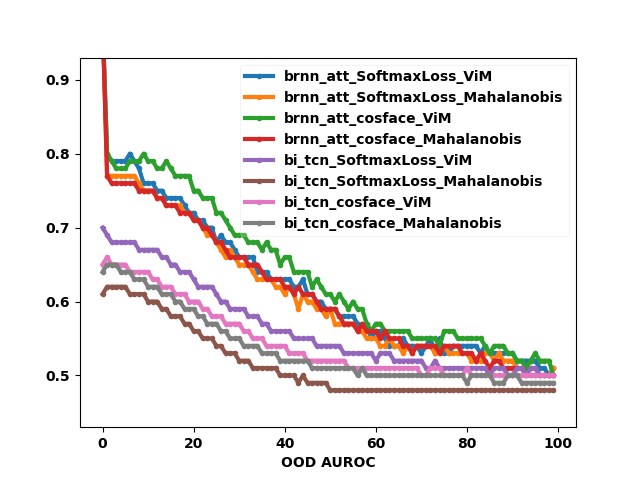 0.9
0.8
0.7
0.6
0.5
brnn_att_SoftmaxLoss_ViM
brnn_att_SoftmaxLoss_Mahalanobis
brnn_att_cosface_ViM
brnn_att_cosface_Mahalanobis
bi_tcn_SoftmaxLoss_ViM
bi_tcn_SoftmaxLoss_Mahalanobis
bi_tcn_cosface_ViM
bi_tcn_cosface_Mahalanobis
0 20 40 60 80 100
OOD AUROC